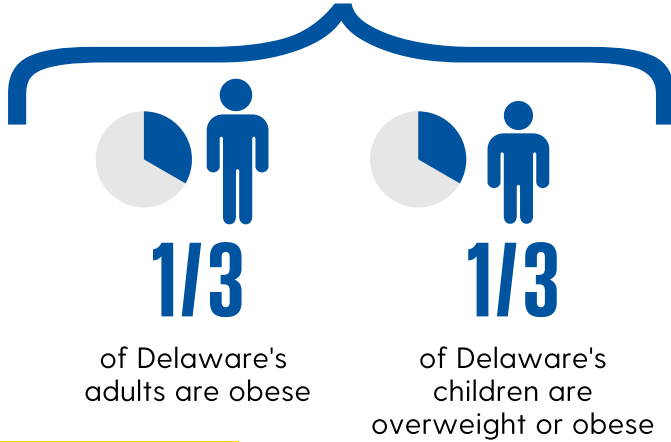 1/3
of Delaware's
adults are obese
1/3
of Delaware's
children are
overweight or obese